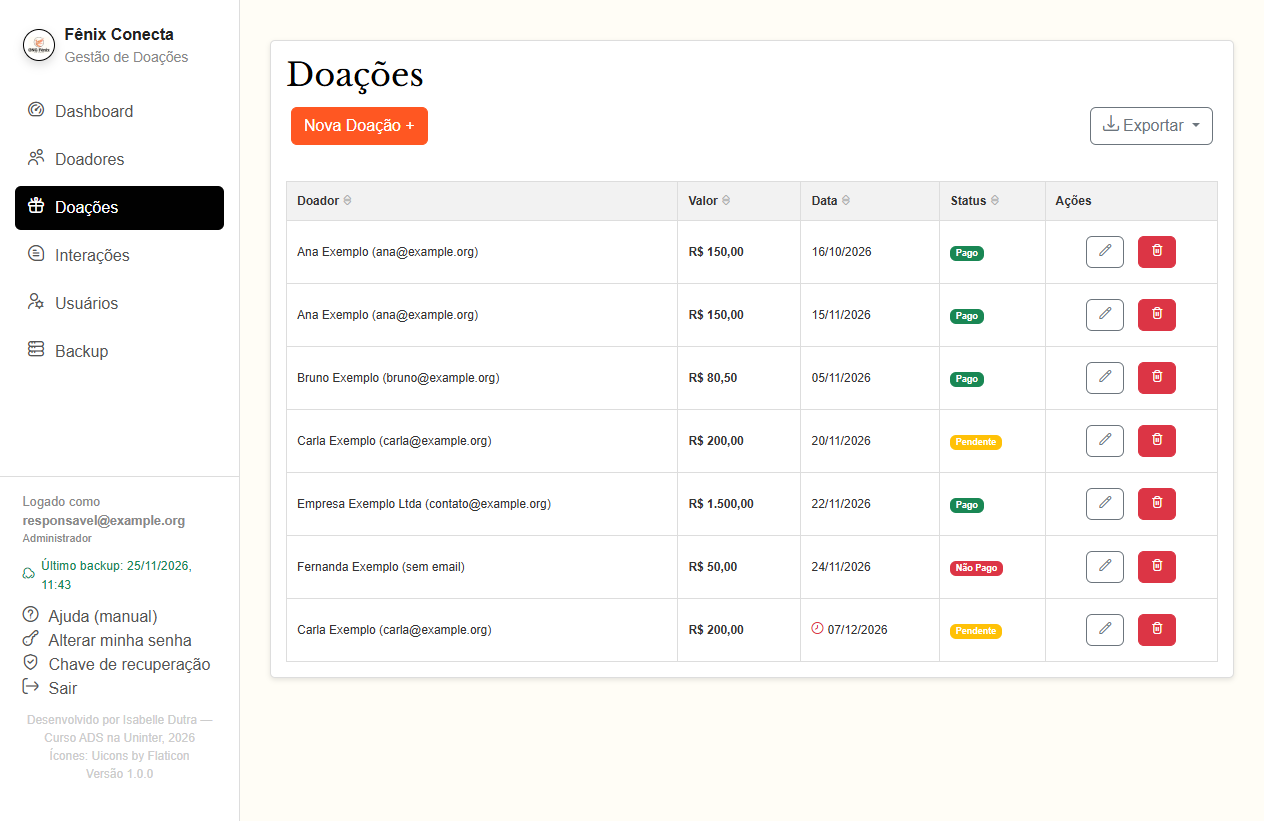 Fênix Conecta
Gestão de Doações
Dashboard
Doadores
Doações
Interações
Usuários
Backup
Logado como
responsavel@example.org
Administrador
Último backup: 25/11/2026,
11:43
Ajuda (manual)
Alterar minha senha
Chave de recuperação
Sair
Desenvolvido por Isabelle Dutra —
Curso ADS na Uninter, 2026
Ícones: Uicons by Flaticon
Versão 1.0.0
Doações
Nova Doação +
Exportar
Doador Valor Data Status Ações
Ana Exemplo (ana@example.org) R$ 150,00 16/10/2026 Pago
Ana Exemplo (ana@example.org) R$ 150,00 15/11/2026 Pago
Bruno Exemplo (bruno@example.org) R$ 80,50 05/11/2026 Pago
Carla Exemplo (carla@example.org) R$ 200,00 20/11/2026 Pendente
Empresa Exemplo Ltda (contato@example.org) R$ 1.500,00 22/11/2026 Pago
Fernanda Exemplo (sem email) R$ 50,00 24/11/2026 Não Pago
Carla Exemplo (carla@example.org) R$ 200,00 07/12/2026 Pendente